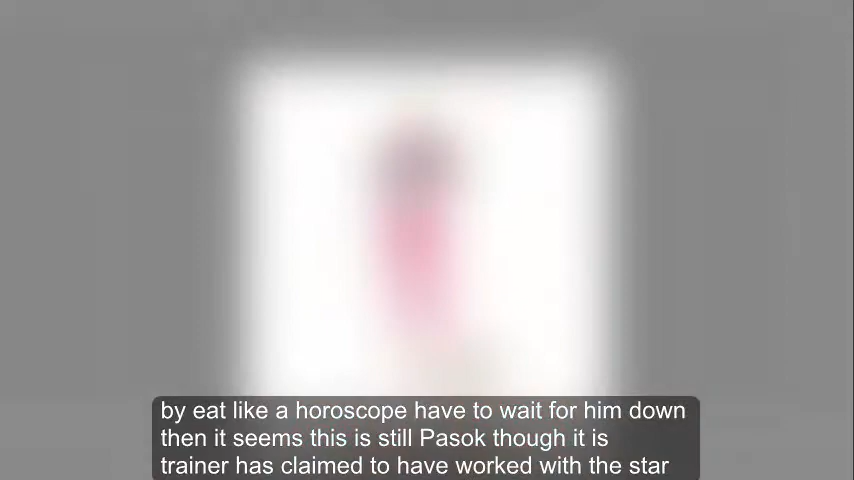 by eat like a horoscope have to wait for him down
then it seems this is still Pasok though it is
trainer has claimed to have worked with the star